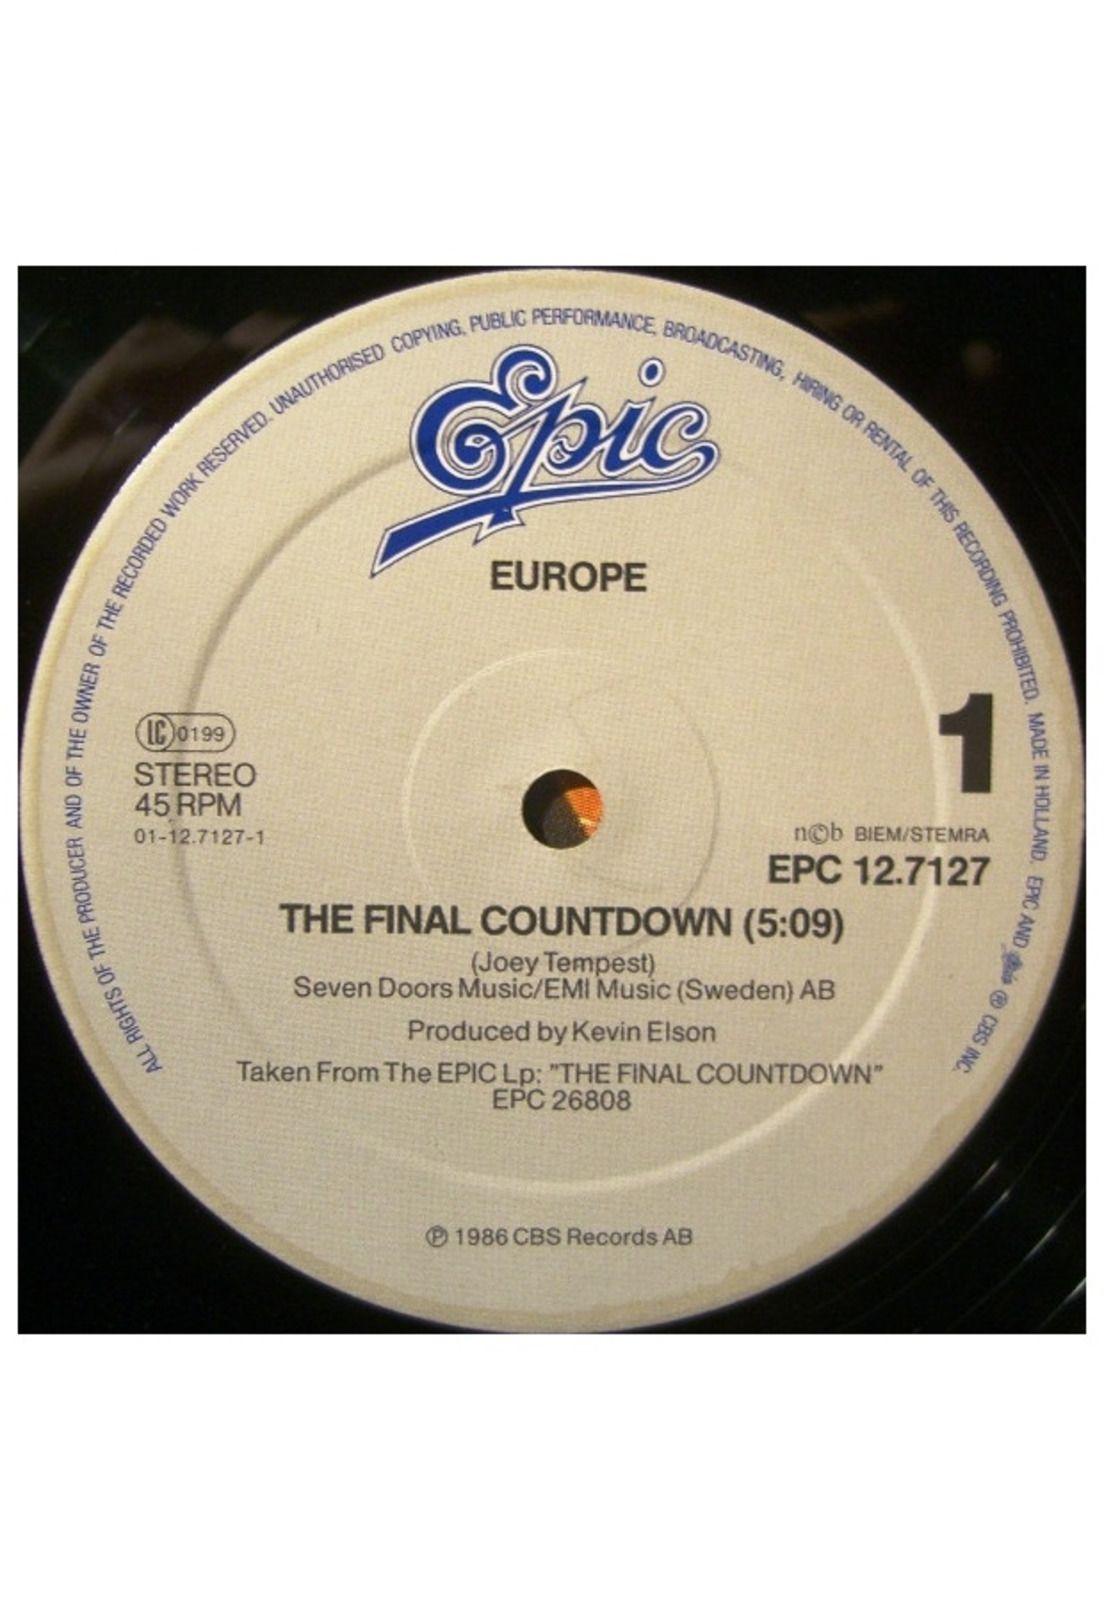 ALL RIGHTS OF THE PRODUCER AND OF THE OWNER OF THE RECORDED WORK RESERVED. UNAUTHORISED COPYING, PUBLIC PERFORMANCE, BROADCASTING, HIRING OR RENTAL OF THIS RECORDING PROHIBITED. MADE IN HOLLAND. EPIC AND Epic ℗ CBS INC.
Epic
EUROPE
LC 0199
STEREO
45 RPM
01-12.7127-1
1
n©b BIEM/STEMRA
EPC 12.7127
THE FINAL COUNTDOWN (5:09)
(Joey Tempest)
Seven Doors Music/EMI Music (Sweden) AB
Produced by Kevin Elson
Taken From The EPIC Lp: "THE FINAL COUNTDOWN"
EPC 26808
℗ 1986 CBS Records AB